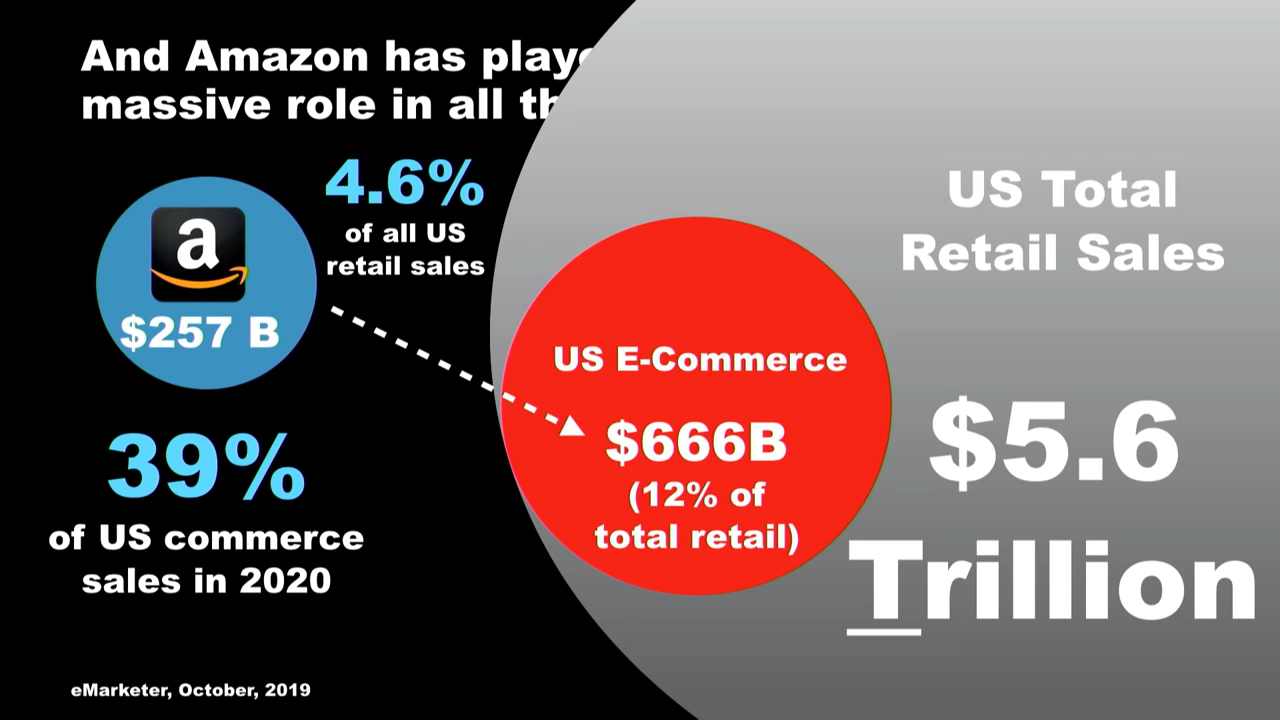 And Amazon has
massive role in all
4.6%
of all US
retail sales
a
$257 B
39%
of US commerce
sales in 2020
US E-Commerce
$666B
(12% of
total retail)
US Total
Retail Sales
$5.6
Trillion
eMarketer, October, 2019